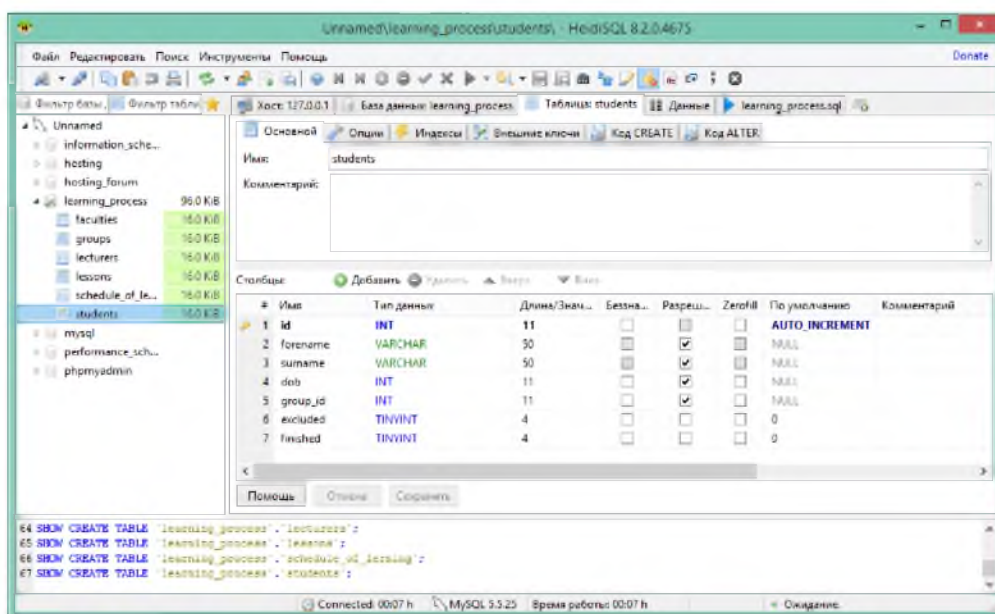 Unnamed\learning_process\students\ - HeidiSQL 8.2.0.4675
Файл Редактировать Поиск Инструменты Помощь Donate
Фильтр базы Фильтр табли Хост: 127.0.0.1 База данных: learning_process Таблица: students Данные learning_process.sql
Unnamed
information_sche...
hosting
hosting_forum
learning_process 96.0 KiB
faculties 16.0 KiB
groups 16.0 KiB
lecturers 16.0 KiB
lessons 16.0 KiB
schedule_of_le... 16.0 KiB
students 16.0 KiB
mysql
performance_sch...
phpmyadmin
Основной Опции Индексы Внешние ключи Код CREATE Код ALTER
Имя: students
Комментарий:
Столбцы: Добавить Удалить Вверх Вниз
# Имя Тип данных Длина/Знач... Беззна... Разреш... Zerofill По умолчанию Комментарий
1 id INT 11 AUTO_INCREMENT
2 forename VARCHAR 50 NULL
3 surname VARCHAR 50 NULL
4 dob INT 11 NULL
5 group_id INT 11 NULL
6 excluded TINYINT 4 0
7 finished TINYINT 4 0
Помощь Отмена Сохранить
64 SHOW CREATE TABLE `learning_process`.`lecturers`;
65 SHOW CREATE TABLE `learning_process`.`lessons`;
66 SHOW CREATE TABLE `learning_process`.`schedule_of_lerning`;
67 SHOW CREATE TABLE `learning_process`.`students`;
Connected: 00:07 h MySQL 5.5.25 Время работы: 00:07 h Ожидание.